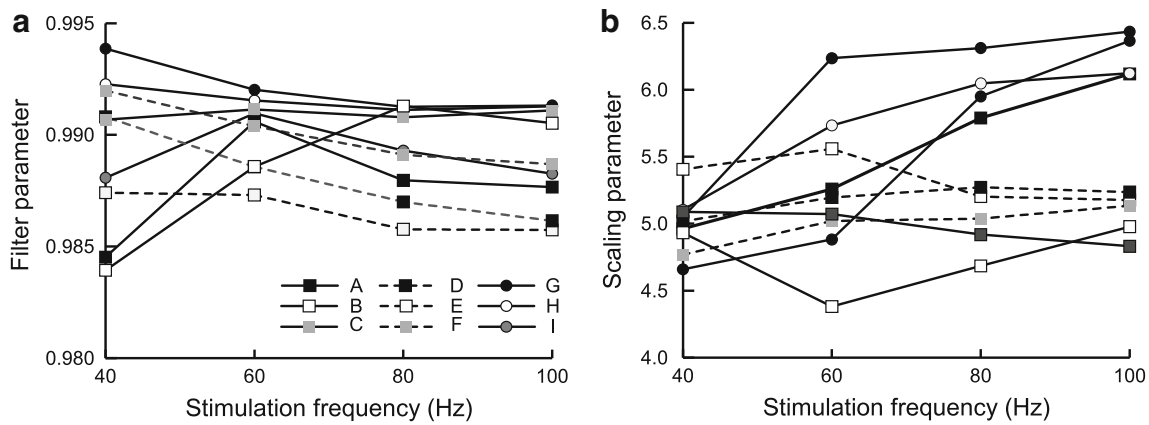 a
0.995
0.990
0.985
0.980
Filter parameter
40 60 80 100
Stimulation frequency (Hz)
A D G
B E H
C F I
b
6.5
6.0
5.5
5.0
4.5
4.0
Scaling parameter
40 60 80 100
Stimulation frequency (Hz)